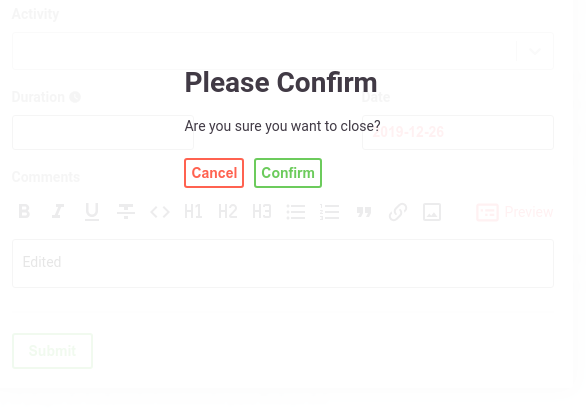 Activity
Please Confirm
Duration
Date
Are you sure you want to close?
2019-12-26
Cancel Confirm
Comments
B I U S <> H1 H2 H3 Preview
Edited
Submit